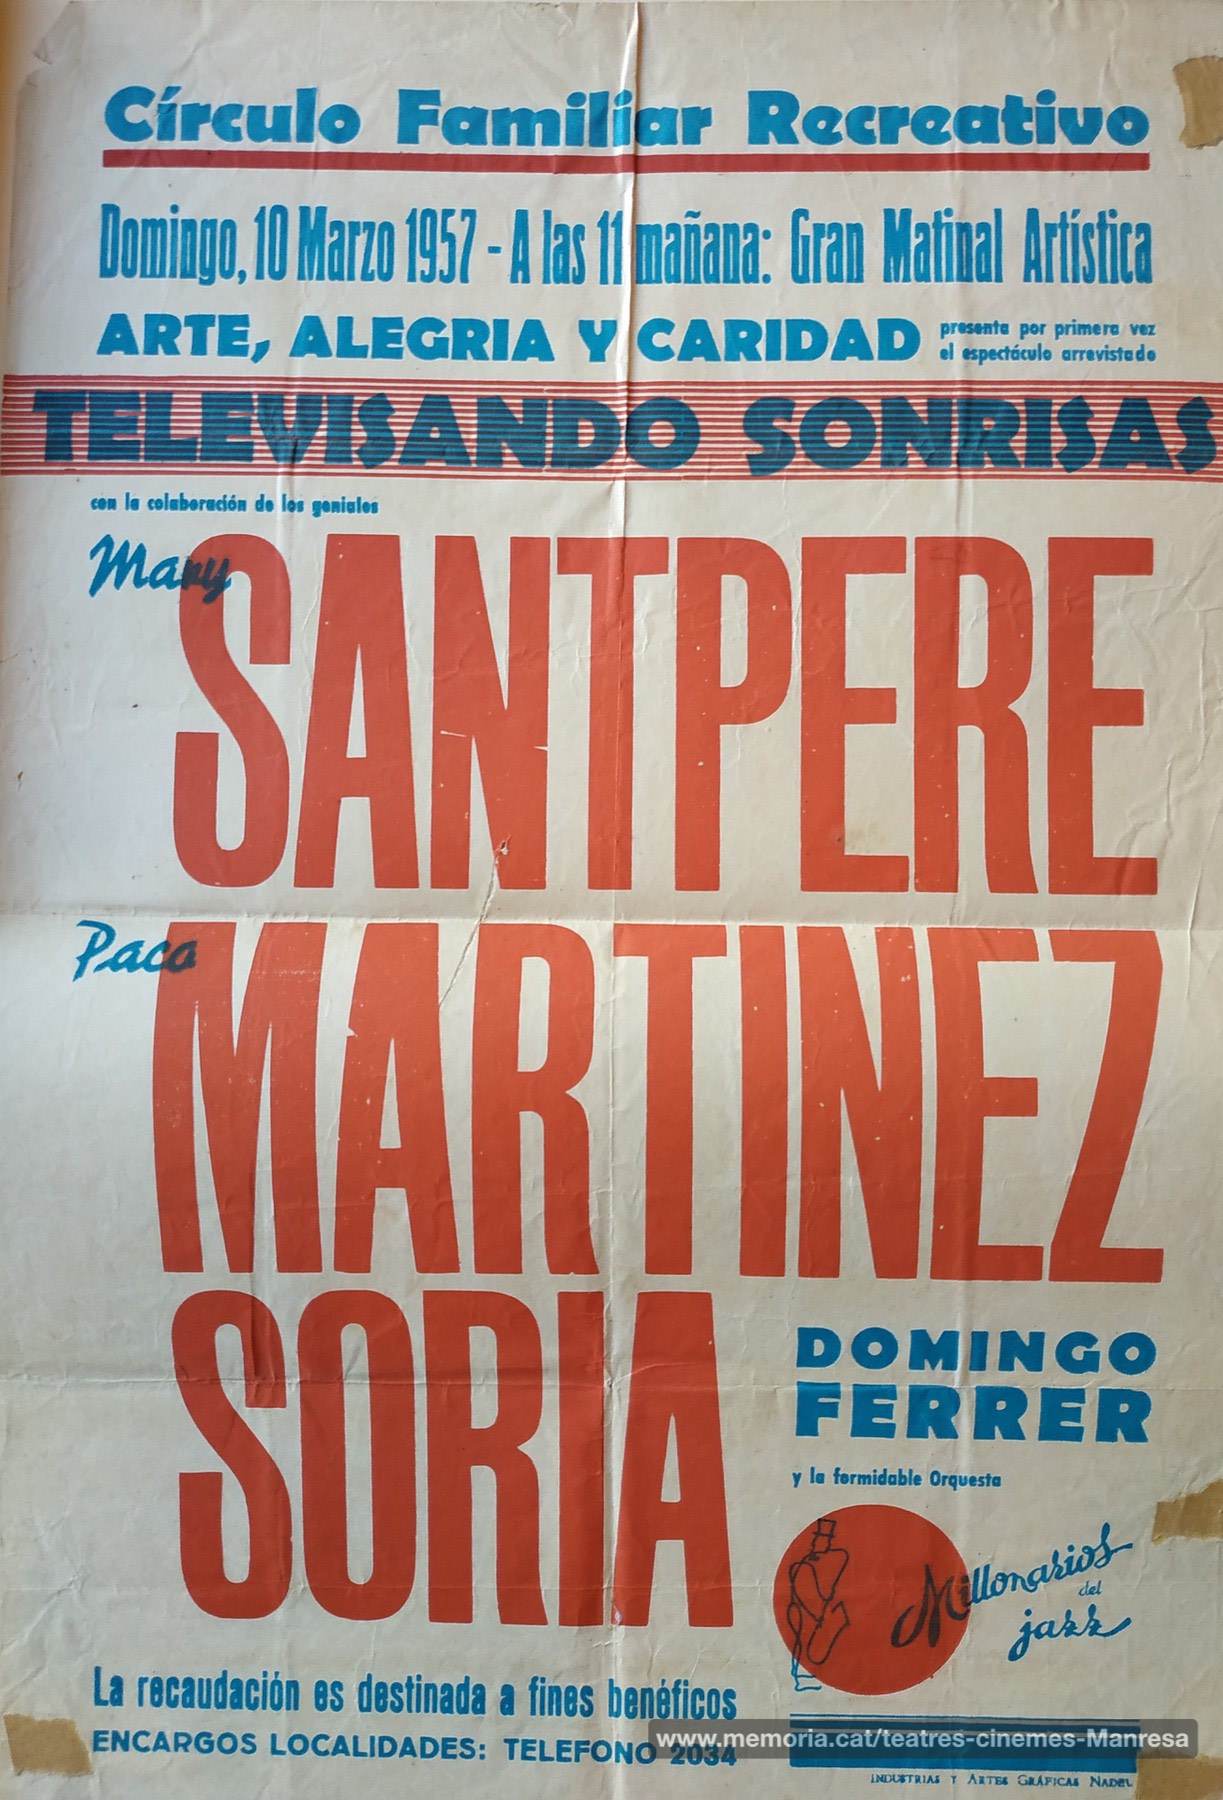 Círculo Familiar Recreativo
Domingo, 10 Marzo 1957 - A las 11 mañana: Gran Matinal Artística
ARTE, ALEGRIA Y CARIDAD presenta por primera vez
el espectáculo arrevistado
TELEVISANDO SONRISAS
con la colaboración de los geniales
Mary SANTPERE
Paco MARTINEZ
SORIA
DOMINGO
FERRER
y la formidable Orquesta
Millonarios
del
jazz
La recaudación es destinada a fines benéficos
ENCARGOS LOCALIDADES: TELEFONO 2034
www.memoria.cat/teatres-cinemes-Manresa
INDUSTRIAS Y ARTES GRÁFICAS NADEL